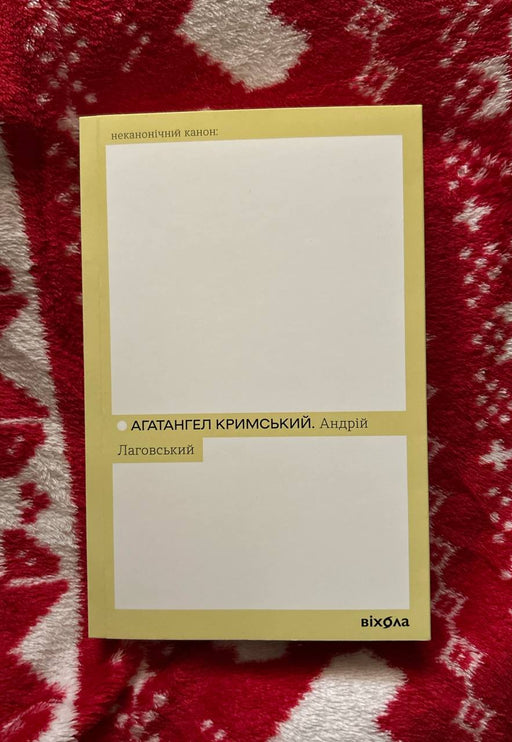 неканонічний канон:
АГАТАНГЕЛ КРИМСЬКИЙ. Андрій
Лаговський
віхола